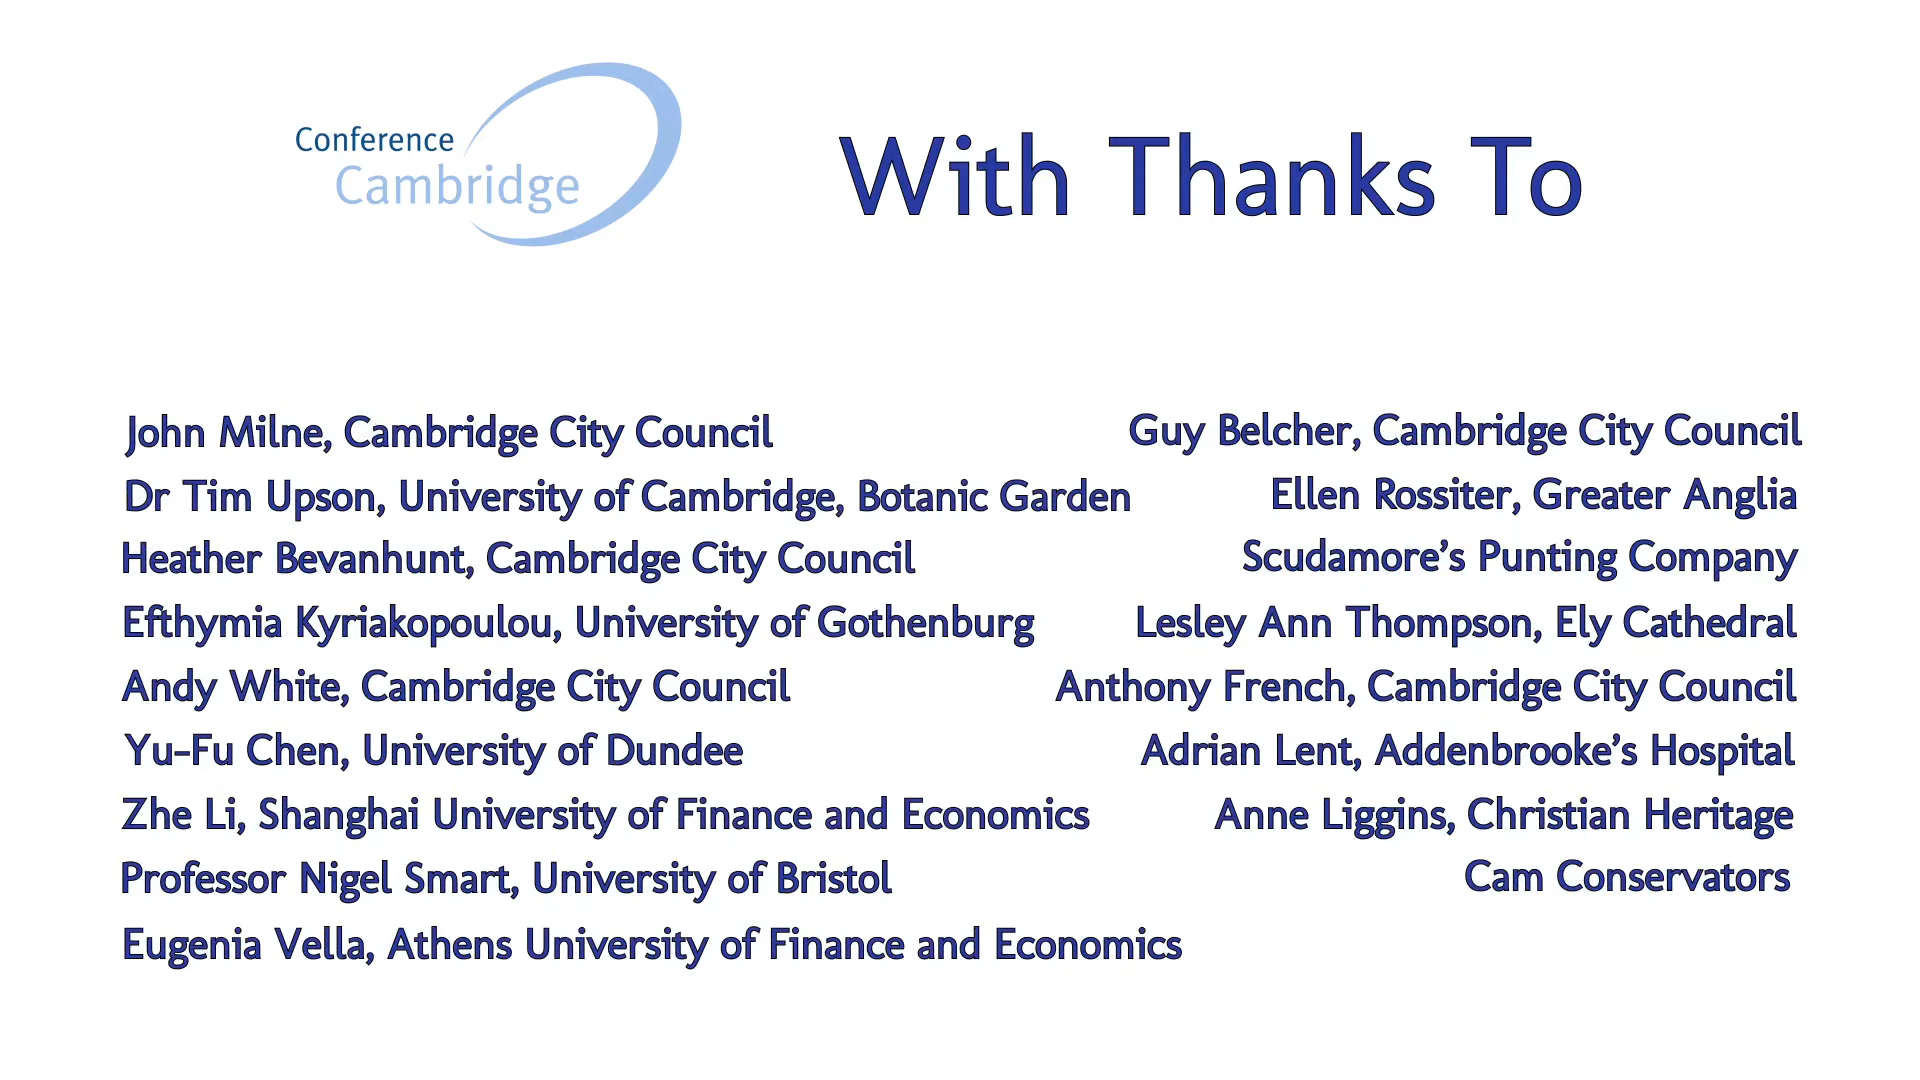 Conference
Cambridge
With Thanks To
John Milne, Cambridge City Council
Dr Tim Upson, University of Cambridge, Botanic Garden
Heather Bevanhunt, Cambridge City Council
Efthymia Kyriakopoulou, University of Gothenburg
Andy White, Cambridge City Council
Yu-Fu Chen, University of Dundee
Zhe Li, Shanghai University of Finance and Economics
Professor Nigel Smart, University of Bristol
Eugenia Vella, Athens University of Finance and Economics
Guy Belcher, Cambridge City Council
Ellen Rossiter, Greater Anglia
Scudamore’s Punting Company
Lesley Ann Thompson, Ely Cathedral
Anthony French, Cambridge City Council
Adrian Lent, Addenbrooke’s Hospital
Anne Liggins, Christian Heritage
Cam Conservators